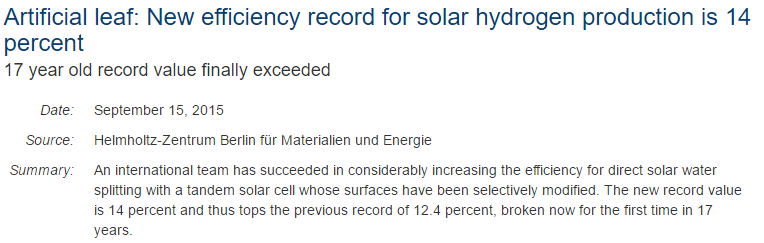 Artificial leaf: New efficiency record for solar hydrogen production is 14
percent
17 year old record value finally exceeded
Date: September 15, 2015
Source: Helmholtz-Zentrum Berlin für Materialien und Energie
Summary: An international team has succeeded in considerably increasing the efficiency for direct solar water
splitting with a tandem solar cell whose surfaces have been selectively modified. The new record value
is 14 percent and thus tops the previous record of 12.4 percent, broken now for the first time in 17
years.